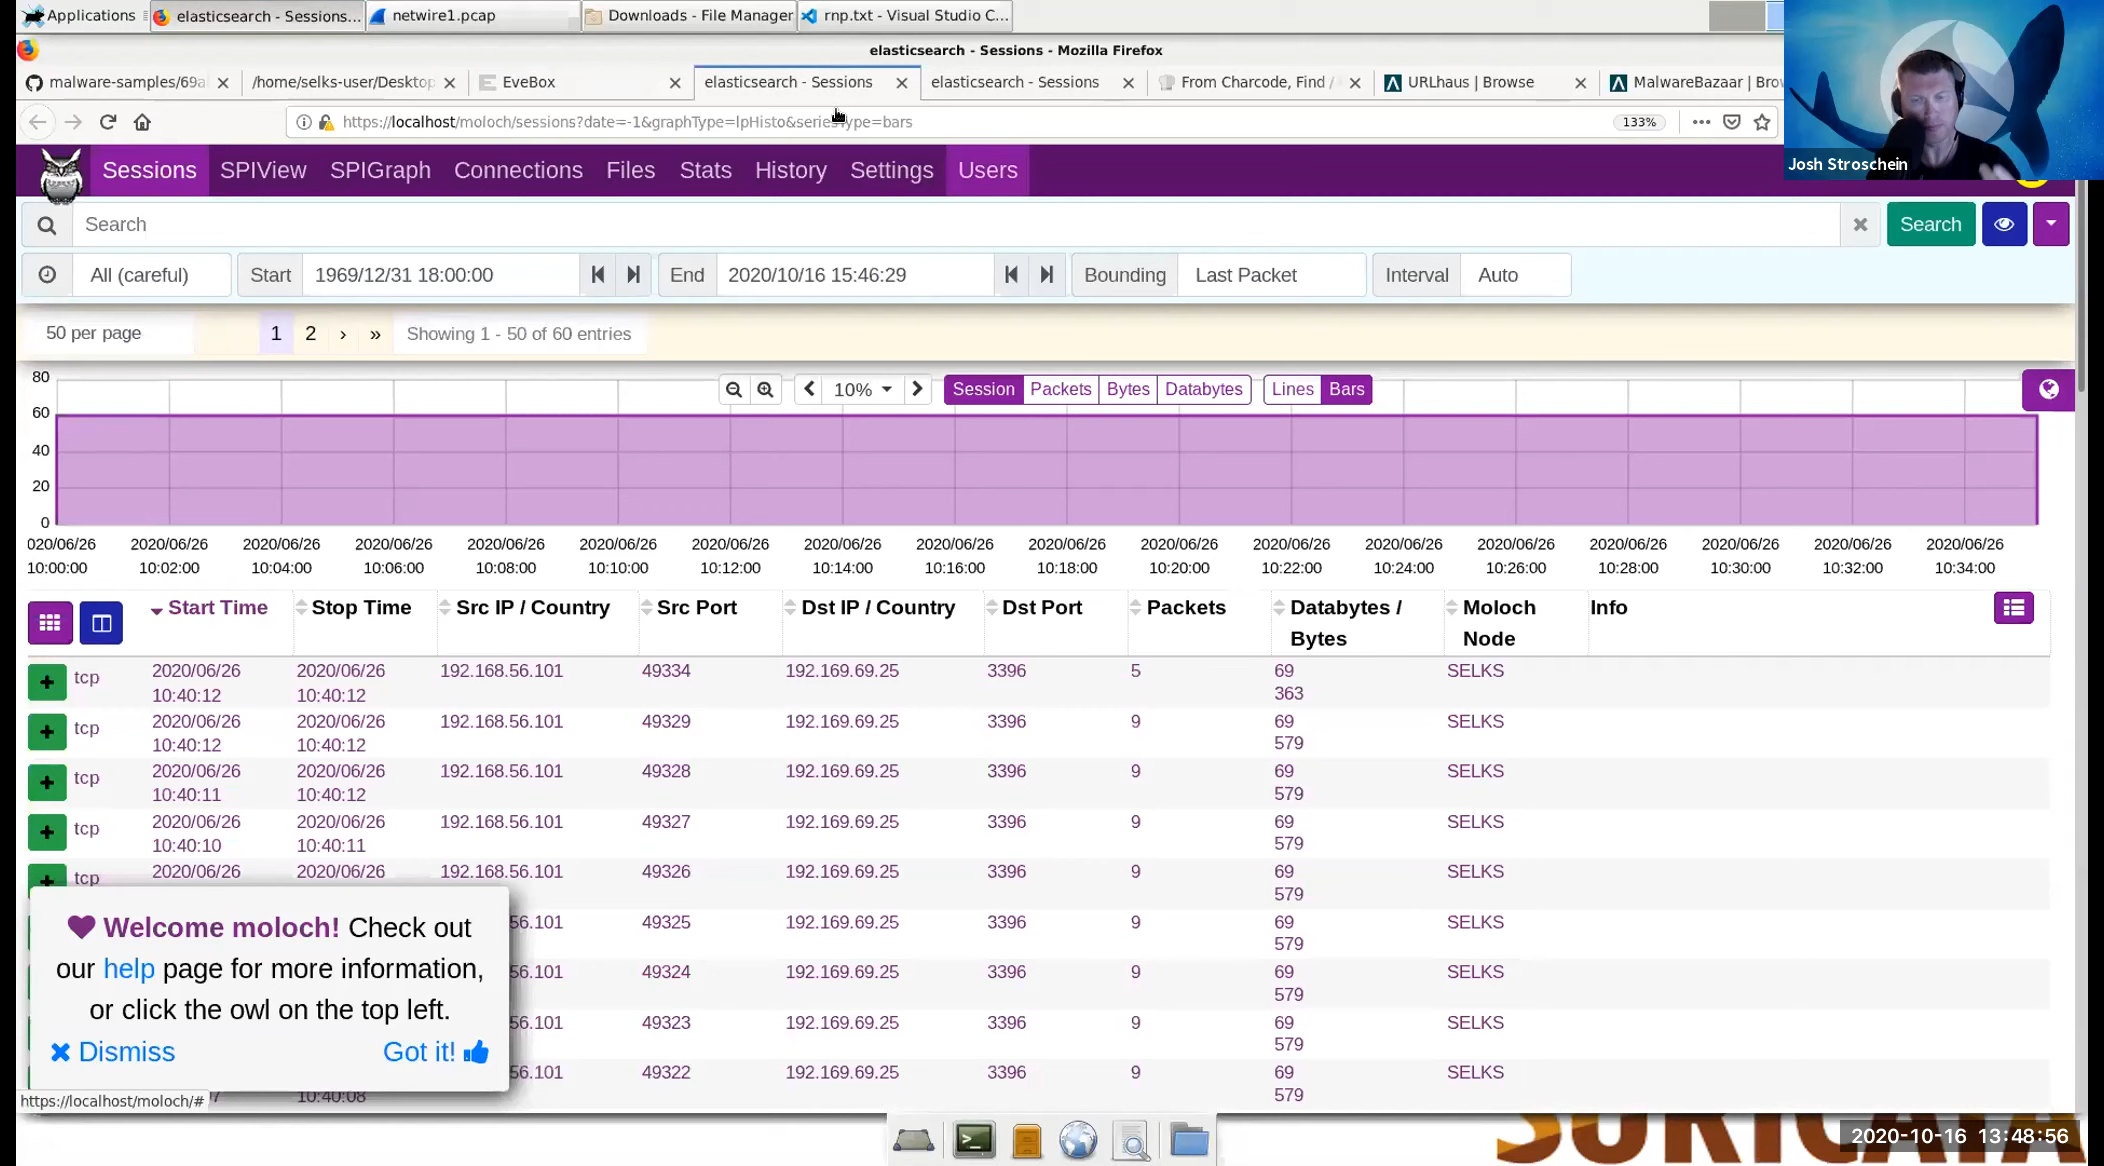 Applications
elasticsearch - Sessions...
netwire1.pcap
Downloads - File Manager
rnp.txt - Visual Studio C...
elasticsearch - Sessions - Mozilla Firefox
malware-samples/69a
/home/selks-user/Desktop
EveBox
elasticsearch - Sessions
elasticsearch - Sessions
From Charcode, Find /
URLhaus | Browse
MalwareBazaar | Bro
https://localhost/moloch/sessions?date=-1&graphType=lpHisto&seriesType=bars
133%
Josh Stroschein
Sessions
SPIView
SPIGraph
Connections
Files
Stats
History
Settings
Users
Search
Search
All (careful)
Start
1969/12/31 18:00:00
End
2020/10/16 15:46:29
Bounding
Last Packet
Interval
Auto
50 per page
1
2
›
»
Showing 1 - 50 of 60 entries
80
60
40
20
0
10%
Session
Packets
Bytes
Databytes
Lines
Bars
020/06/26 2020/06/26 2020/06/26 2020/06/26 2020/06/26 2020/06/26 2020/06/26 2020/06/26 2020/06/26 2020/06/26 2020/06/26 2020/06/26 2020/06/26 2020/06/26 2020/06/26 2020/06/26 2020/06/26 2020/06/26
10:00:00 10:02:00 10:04:00 10:06:00 10:08:00 10:10:00 10:12:00 10:14:00 10:16:00 10:18:00 10:20:00 10:22:00 10:24:00 10:26:00 10:28:00 10:30:00 10:32:00 10:34:00
Start Time Stop Time Src IP / Country Src Port Dst IP / Country Dst Port Packets Databytes / Moloch Info
Bytes Node
tcp 2020/06/26 2020/06/26 192.168.56.101 49334 192.169.69.25 3396 5 69 SELKS
10:40:12 10:40:12 363
tcp 2020/06/26 2020/06/26 192.168.56.101 49329 192.169.69.25 3396 9 69 SELKS
10:40:12 10:40:12 579
tcp 2020/06/26 2020/06/26 192.168.56.101 49328 192.169.69.25 3396 9 69 SELKS
10:40:11 10:40:12 579
tcp 2020/06/26 2020/06/26 192.168.56.101 49327 192.169.69.25 3396 9 69 SELKS
10:40:10 10:40:11 579
tcp 2020/06/26 2020/06/26 192.168.56.101 49326 192.169.69.25 3396 9 69 SELKS
579
56.101 49325 192.169.69.25 3396 9 69 SELKS
579
56.101 49324 192.169.69.25 3396 9 69 SELKS
579
56.101 49323 192.169.69.25 3396 9 69 SELKS
579
56.101 49322 192.169.69.25 3396 9 69 SELKS
10:40:08 579
Welcome moloch! Check out
our help page for more information,
or click the owl on the top left.
Dismiss
Got it!
https://localhost/moloch/#
SURICATA
2020-10-16 13:48:56